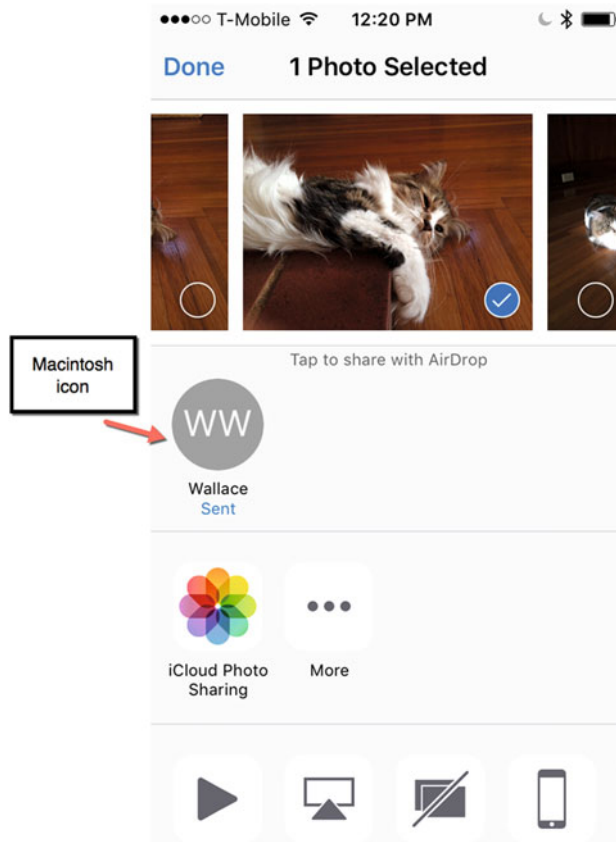 T-Mobile 12:20 PM
Done 1 Photo Selected
Tap to share with AirDrop
Macintosh
icon
WW
Wallace
Sent
iCloud Photo
Sharing
More